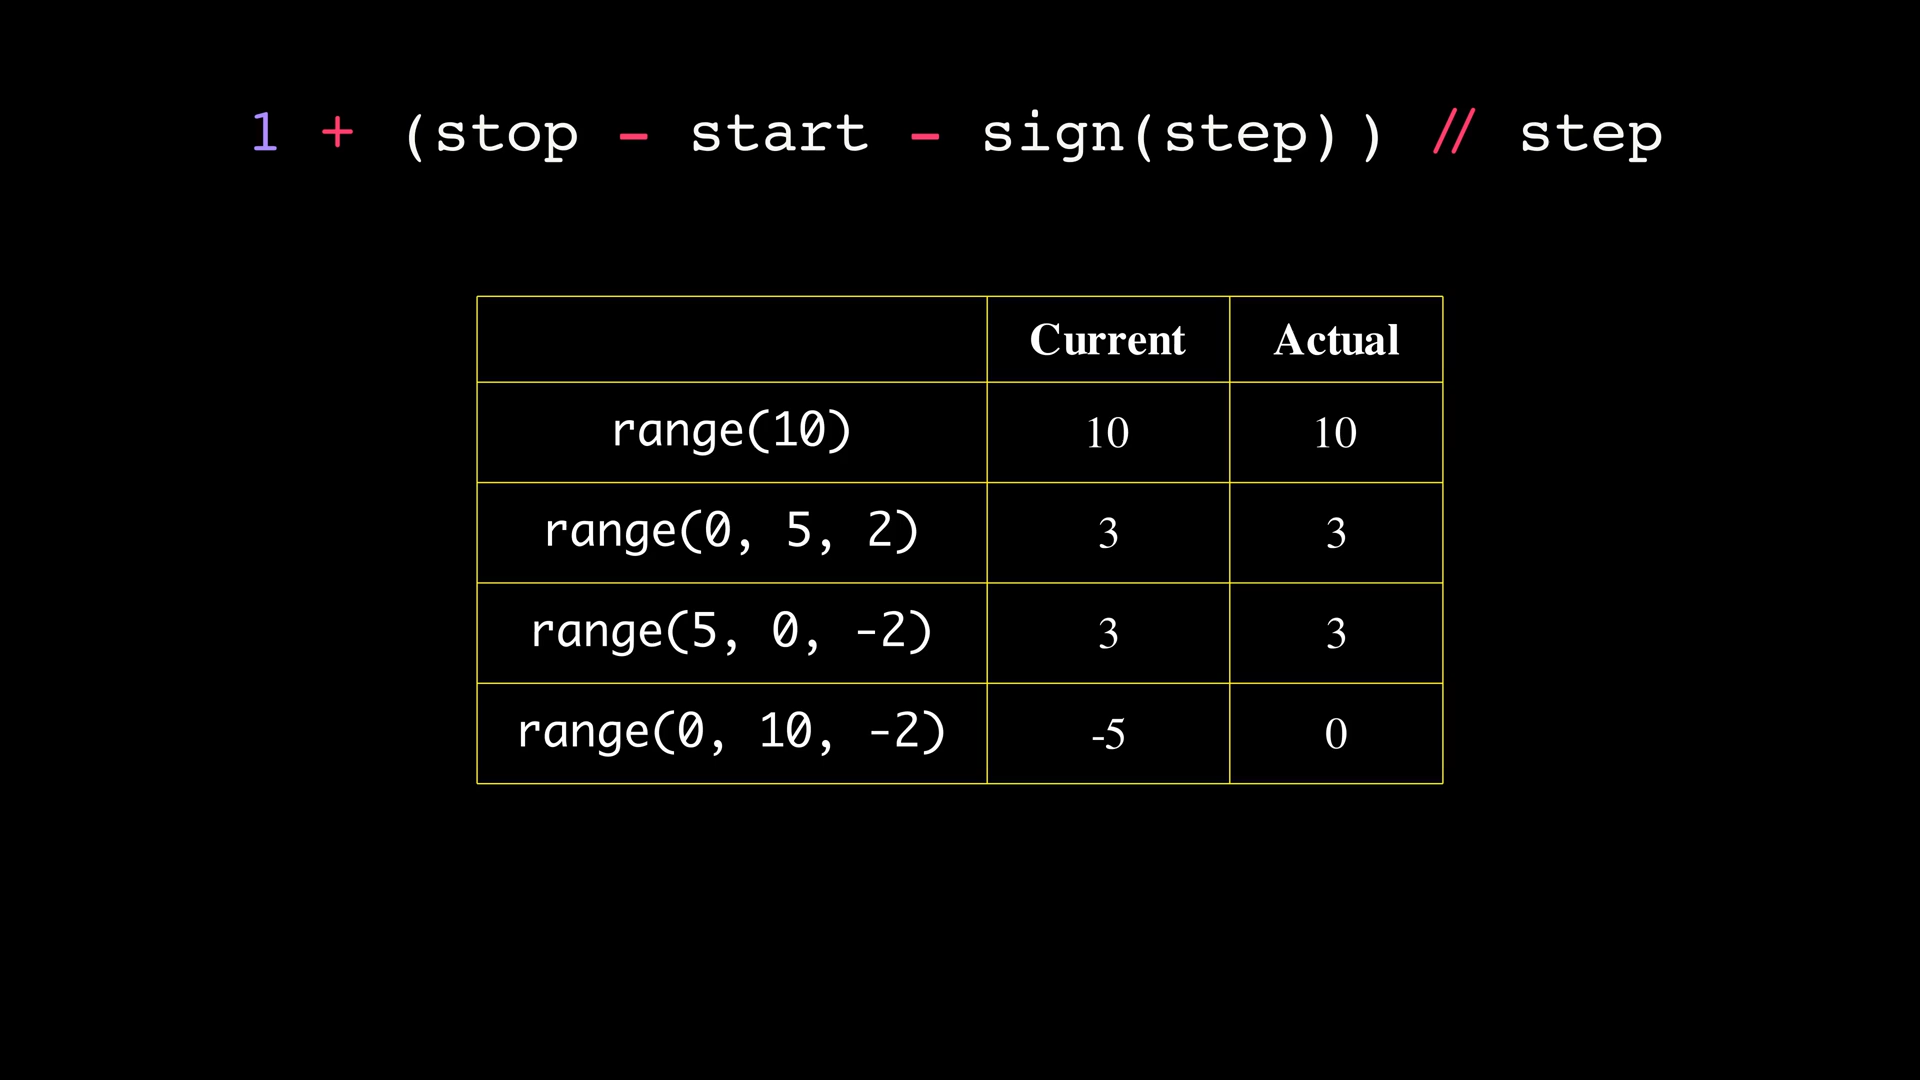 1 + (stop - start - sign(step)) // step
Current Actual
range(10) 10 10
range(0, 5, 2) 3 3
range(5, 0, -2) 3 3
range(0, 10, -2) -5 0